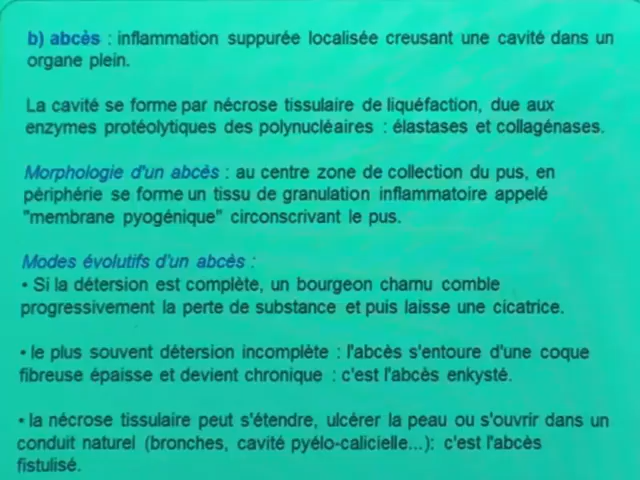 b) abcès : inflammation suppurée localisée creusant une cavité dans un
organe plein.
La cavité se forme par nécrose tissulaire de liquéfaction, due aux
enzymes protéolytiques des polynucléaires : élastases et collagénases.
Morphologie d'un abcès : au centre zone de collection du pus, en
périphérie se forme un tissu de granulation inflammatoire appelé
"membrane pyogénique" circonscrivant le pus.
Modes évolutifs d'un abcès :
• Si la détersion est complète, un bourgeon charnu comble
progressivement la perte de substance et puis laisse une cicatrice.
• le plus souvent détersion incomplète : l'abcès s'entoure d'une coque
fibreuse épaisse et devient chronique : c'est l'abcès enkysté.
• la nécrose tissulaire peut s'étendre, ulcérer la peau ou s'ouvrir dans un
conduit naturel (bronches, cavité pyélo-calicielle...): c'est l'abcès
fistulisé.